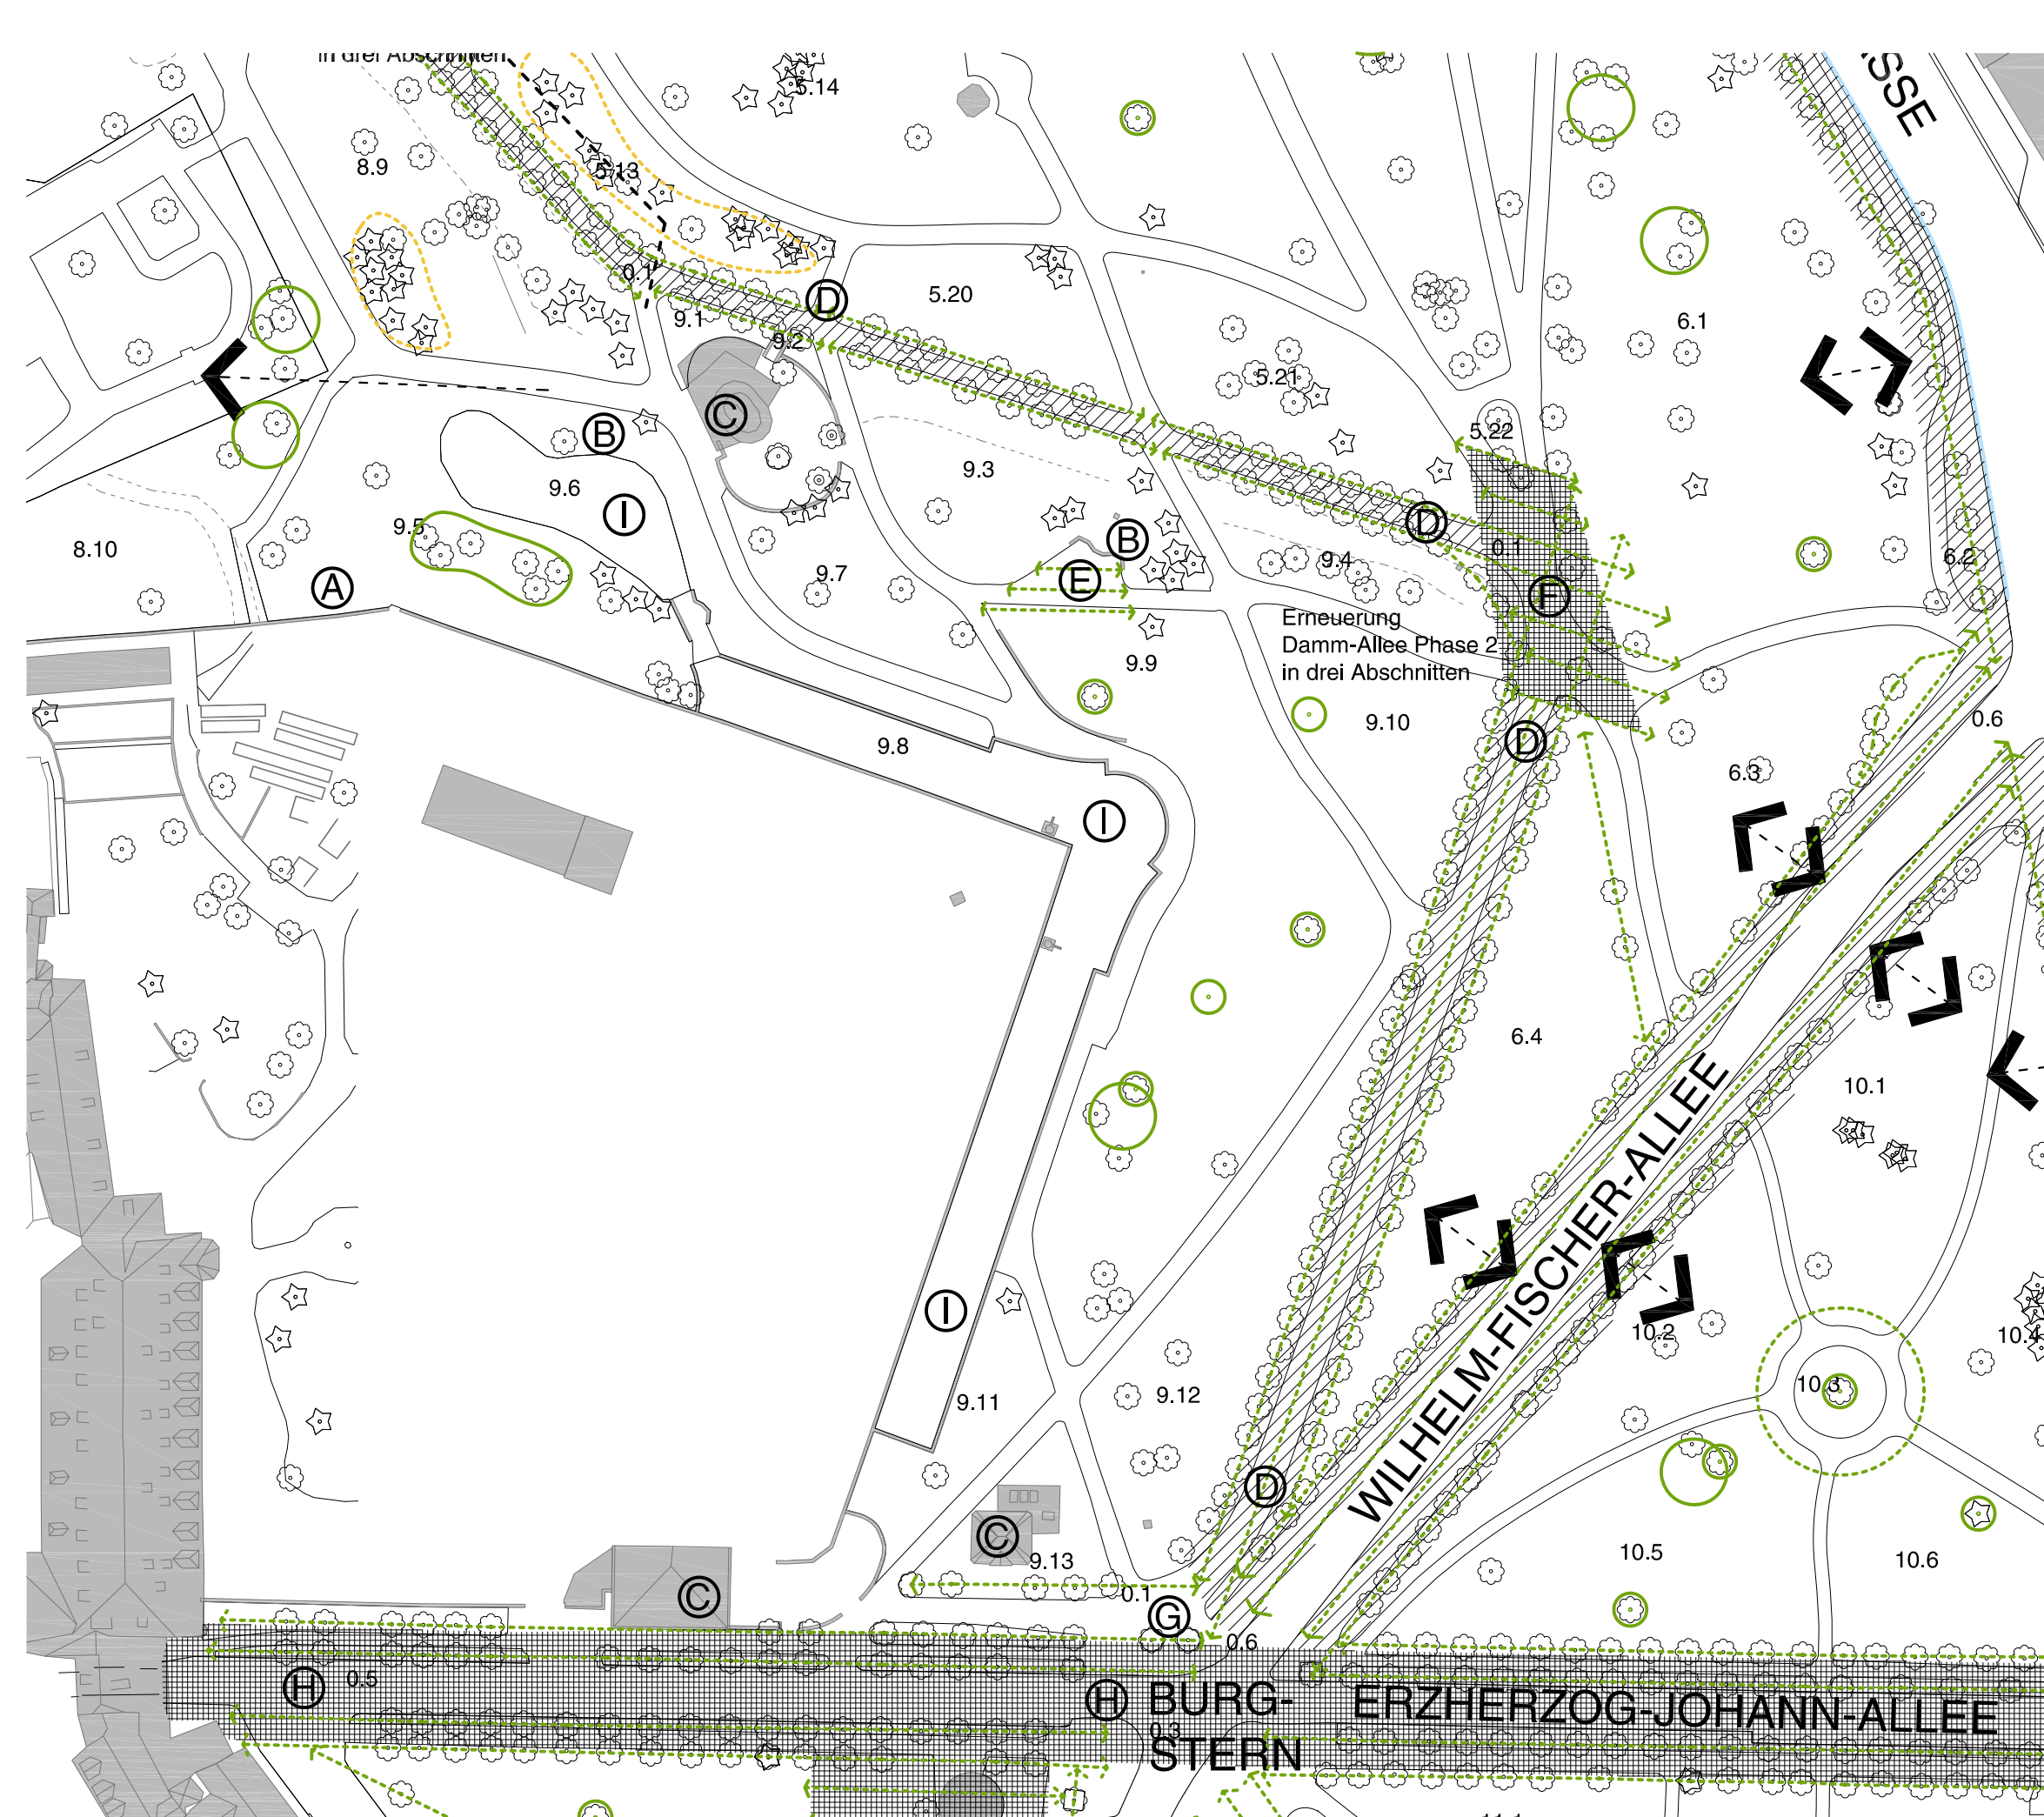 in drei Abschnitten
SSE
5.14
8.9
5.13
0.1
5.20
D
9.1
9.2
6.1
5.21
C
B
5.22
9.3
9.6
I
9.5
D
8.10
B
0.1
9.4
6.2
9.7
E
A
F
Erneuerung
Damm-Allee Phase 2
in drei Abschnitten
9.9
9.10
0.6
D
9.8
6.3
I
6.4
10.1
WILHELM-FISCHER-ALLEE
I
10.2
10.4
10.3
9.11
9.12
D
C
9.13
10.5
10.6
0.1
C
G
0.6
H
0.5
H
BURG-
STERN
0.3
ERZHERZOG-JOHANN-ALLEE